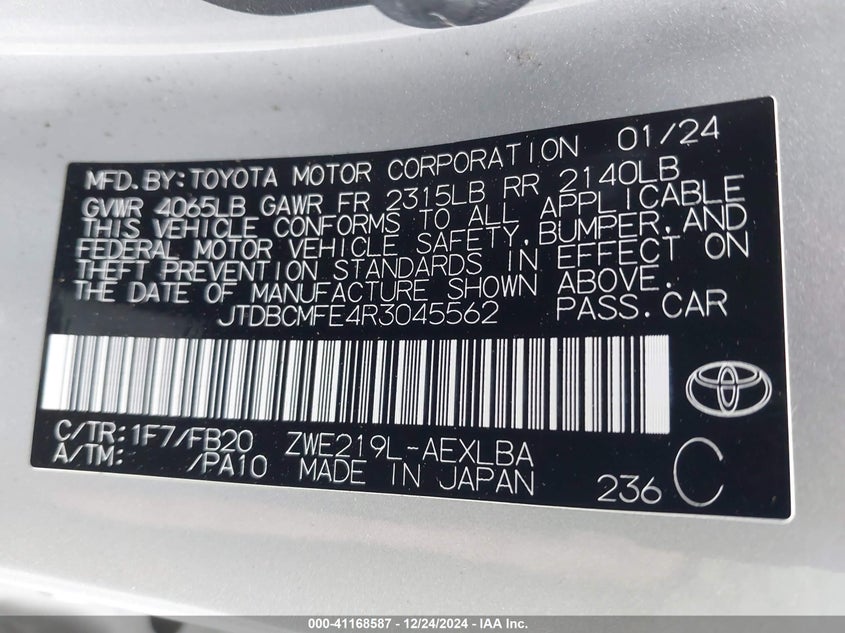 MFD.BY:TOYOTA MOTOR CORPORATION 01/24
GVWR 4065LB GAWR FR 2315LB RR 2140LB
THIS VEHICLE CONFORMS TO ALL APPLICABLE
FEDERAL MOTOR VEHICLE SAFETY,BUMPER,AND
THEFT PREVENTION STANDARDS IN EFFECT ON
THE DATE OF MANUFACTURE SHOWN ABOVE.
JTDBCMFE4R3045562 PASS.CAR
C/TR:1F7/FB20 ZWE219L-AEXLBA
A/TM: /PA10 MADE IN JAPAN 236 C
000-41168587 - 12/24/2024 - IAA Inc.